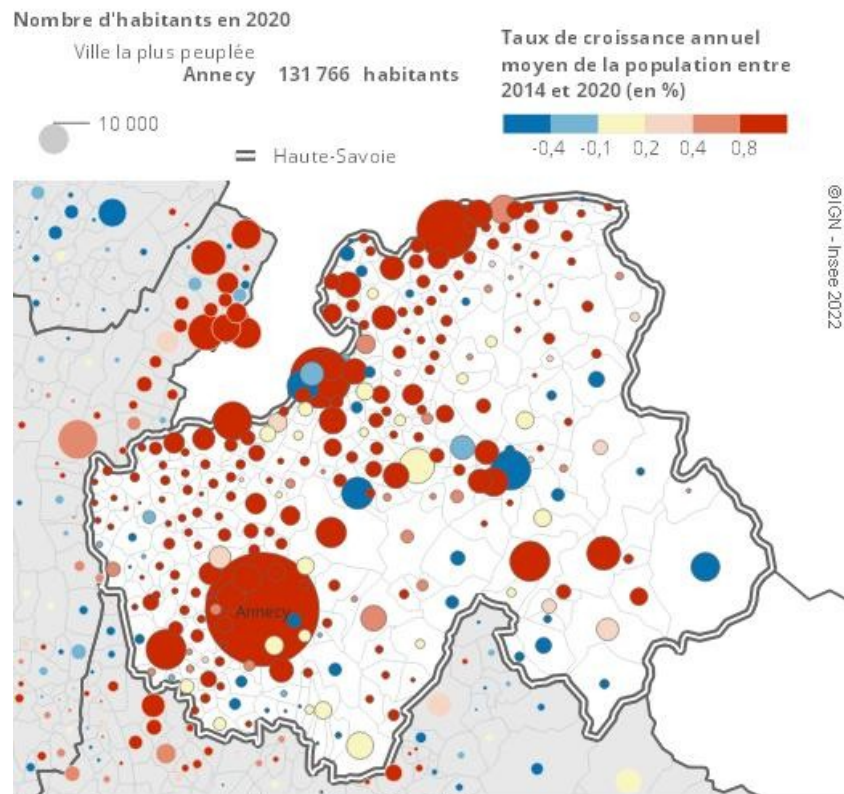 Nombre d'habitants en 2020
Ville la plus peuplée
Annecy 131 766 habitants
10 000
Haute-Savoie
Taux de croissance annuel
moyen de la population entre
2014 et 2020 (en %)
-0,4 -0,1 0,2 0,4 0,8
©IGN - Insee 2022
Annecy